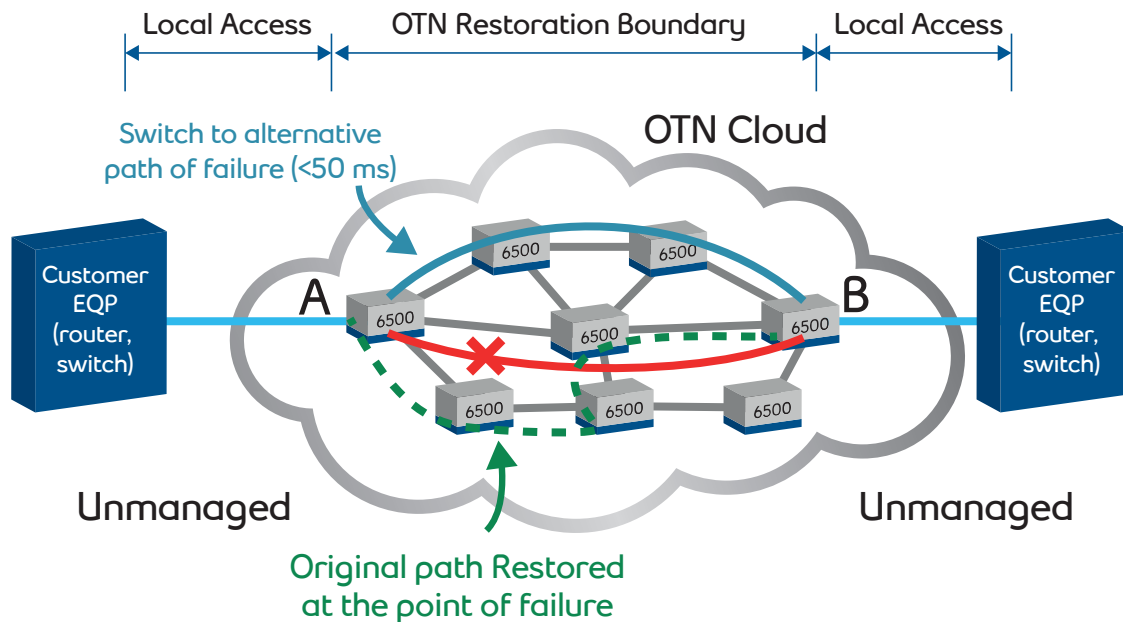 Local Access
OTN Restoration Boundary
Local Access
Switch to alternative
path of failure (<50 ms)
OTN Cloud
Customer
EQP
(router,
switch)
A
B
Customer
EQP
(router,
switch)
6500
6500
6500
6500
6500
6500
6500
6500
Unmanaged
Unmanaged
Original path Restored
at the point of failure